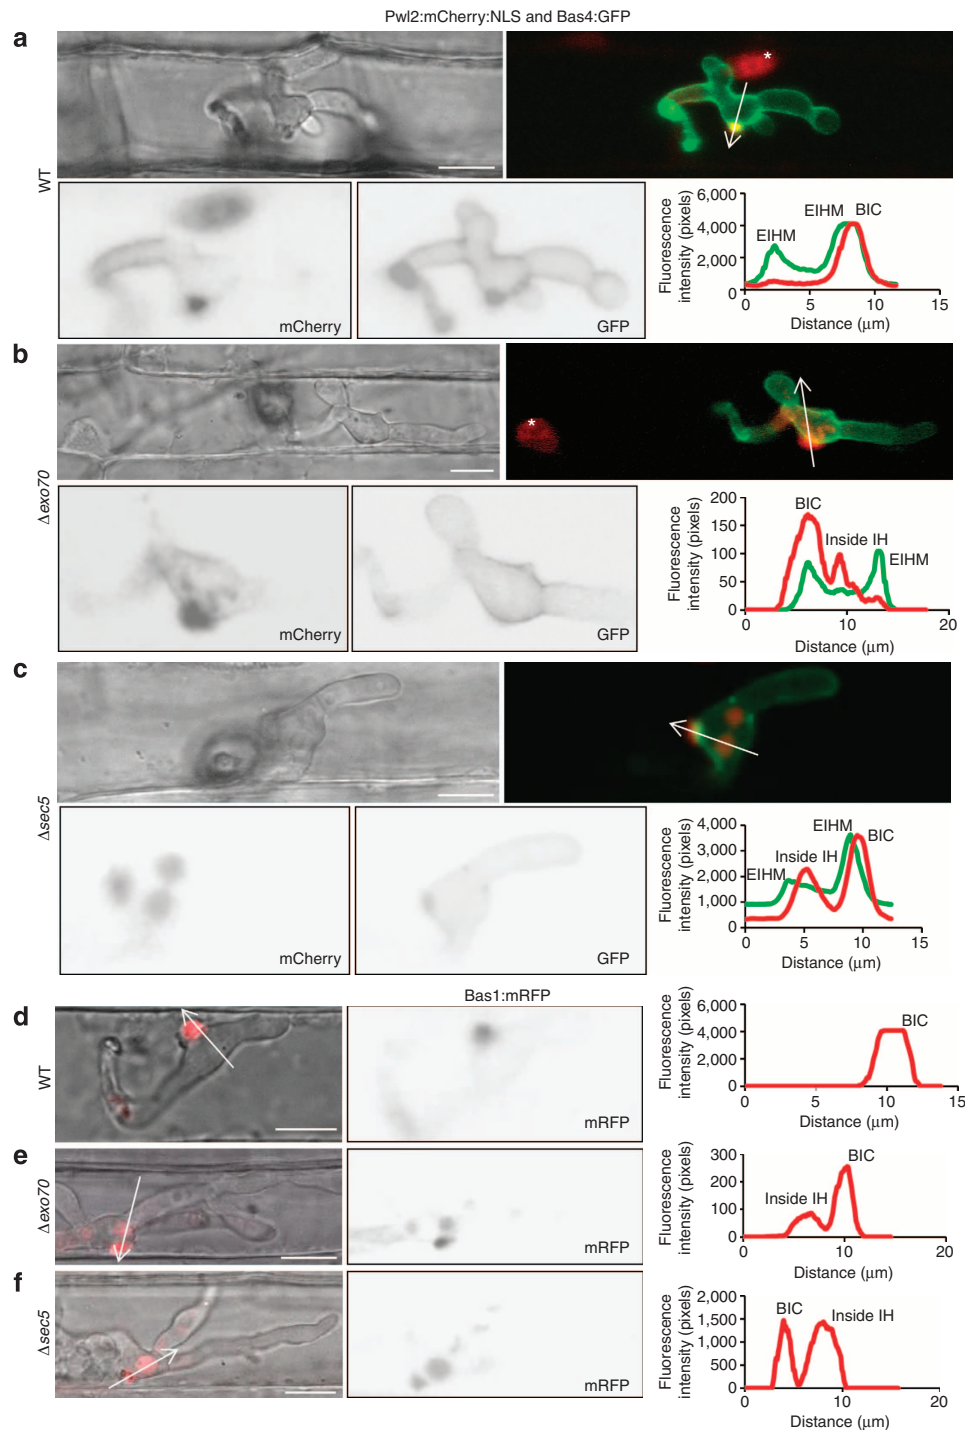 Pwl2:mCherry:NLS and Bas4:GFP
a
WT
*
mCherry
GFP
Fluorescence
intensity (pixels)
6,000
4,000
2,000
0
EIHM
EIHM
BIC
0
5
10
15
Distance (μm)
b
Δexo70
*
mCherry
GFP
Fluorescence
intensity (pixels)
200
150
100
50
0
BIC
Inside IH
EIHM
0
10
20
Distance (μm)
c
Δsec5
mCherry
GFP
Fluorescence
intensity (pixels)
4,000
3,000
2,000
1,000
0
EIHM
BIC
Inside IH
EIHM
0
5
10
15
Distance (μm)
Bas1:mRFP
d
WT
mRFP
Fluorescence
intensity (pixels)
6,000
4,000
2,000
0
BIC
0
5
10
15
Distance (μm)
e
Δexo70
mRFP
Fluorescence
intensity (pixels)
300
200
100
0
BIC
Inside IH
0
10
20
Distance (μm)
f
Δsec5
mRFP
Fluorescence
intensity (pixels)
2,000
1,500
1,000
500
0
BIC
Inside IH
0
10
20
Distance (μm)